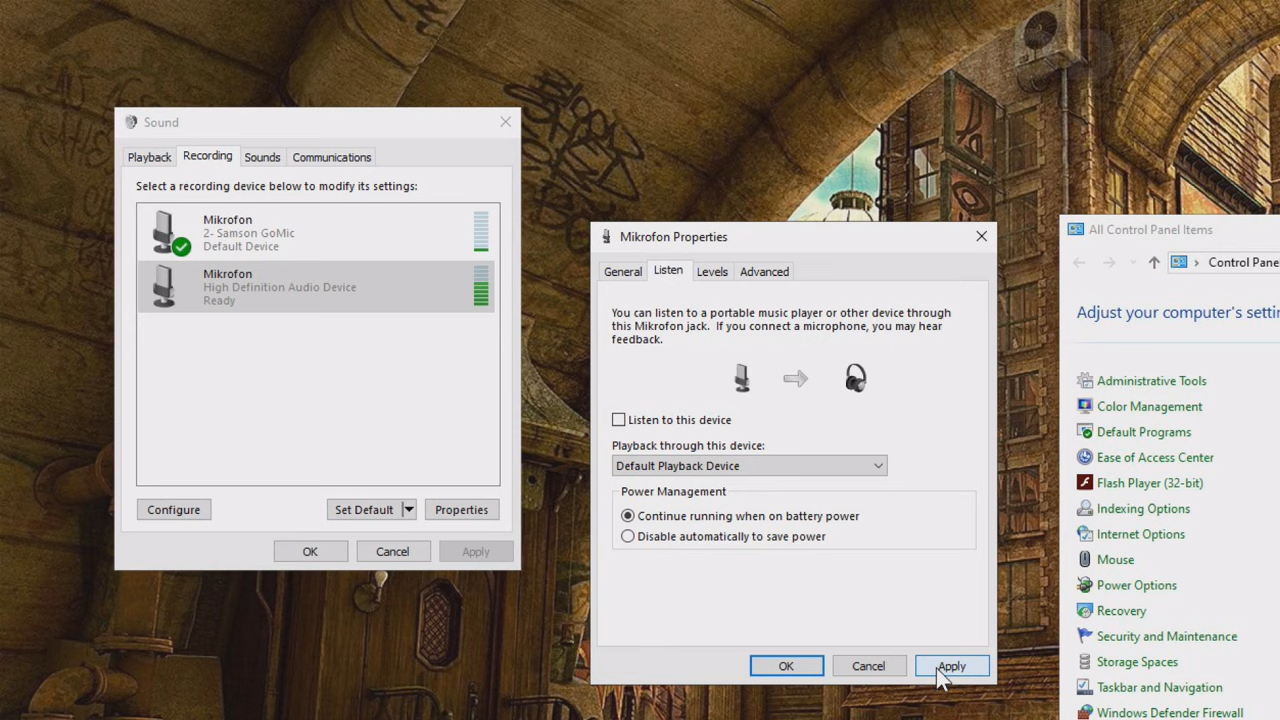 Sound
Playback
Recording
Sounds
Communications
Select a recording device below to modify its settings:
Mikrofon
2- Samson GoMic
Default Device
Mikrofon
High Definition Audio Device
Ready
Configure
Set Default
Properties
OK
Cancel
Apply
Mikrofon Properties
General
Listen
Levels
Advanced
You can listen to a portable music player or other device through
this Mikrofon jack.  If you connect a microphone, you may hear
feedback.
Listen to this device
Playback through this device:
Default Playback Device
Power Management
Continue running when on battery power
Disable automatically to save power
OK
Cancel
Apply
All Control Panel Items
Control Pane
Adjust your computer's settin
Administrative Tools
Color Management
Default Programs
Ease of Access Center
Flash Player (32-bit)
Indexing Options
Internet Options
Mouse
Power Options
Recovery
Security and Maintenance
Storage Spaces
Taskbar and Navigation
Windows Defender Firewall